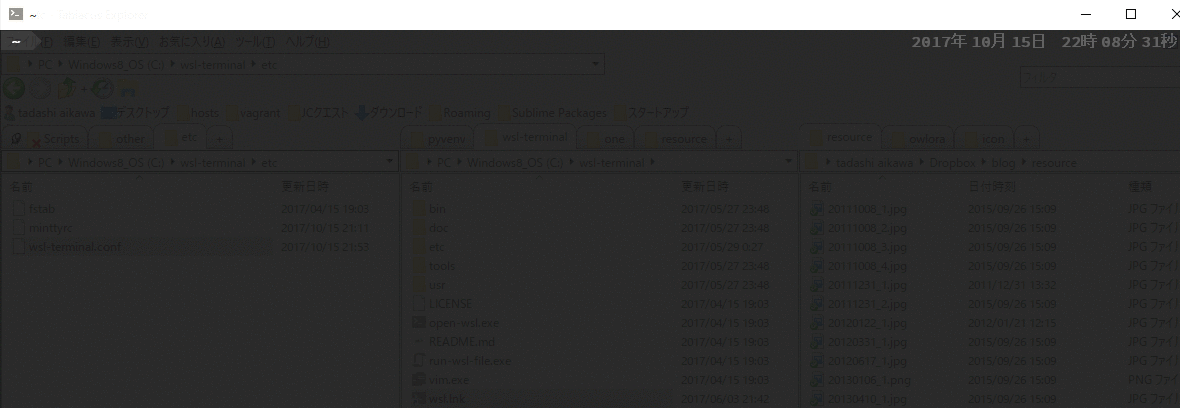 ~
~ 2017年 10月 15日 22時 08分 31秒
編集(E) 表示(V) お気に入り(A) ツール(T) ヘルプ(H)
PC Windows8_OS (C:) wsl-terminal etc
フィルタ
tadashi aikawa デスクトップ hosts vagrant JCクエスト ダウンロード Roaming Sublime Packages スタートアップ
Scripts other etc + pyvenv wsl-terminal one resource + resource owlora icon +
PC Windows8_OS (C:) wsl-terminal etc PC Windows8_OS (C:) wsl-terminal tadashi aikawa Dropbox blog resource
名前 更新日時 名前 更新日時 名前 日付時刻 種類
fstab 2017/04/15 19:03 bin 2017/05/27 23:48 20111008_1.jpg 2015/09/26 15:09 JPG ファイ
minttyrc 2017/10/15 21:11 doc 2017/05/27 23:48 20111008_2.jpg 2015/09/26 15:09 JPG ファイ
wsl-terminal.conf 2017/10/15 21:53 etc 2017/05/29 0:27 20111008_3.jpg 2015/09/26 15:09 JPG ファイ
tools 2017/05/27 23:48 20111008_4.jpg 2015/09/26 15:09 JPG ファイ
usr 2017/05/27 23:48 20111231_1.jpg 2011/12/31 13:32 JPG ファイ
LICENSE 2017/04/15 19:03 20111231_2.jpg 2015/09/26 15:09 JPG ファイ
open-wsl.exe 2017/04/15 19:03 20120122_1.jpg 2012/01/21 12:15 JPG ファイ
README.md 2017/04/15 19:03 20120331_1.jpg 2015/09/26 15:09 JPG ファイ
run-wsl-file.exe 2017/04/15 19:03 20120617_1.jpg 2015/09/26 15:09 JPG ファイ
vim.exe 2017/04/15 19:03 20130106_1.png 2015/09/26 15:09 PNG ファイ
wsl.lnk 2017/06/03 21:42 20130410_1.jpg 2015/09/26 15:09 JPG ファイ